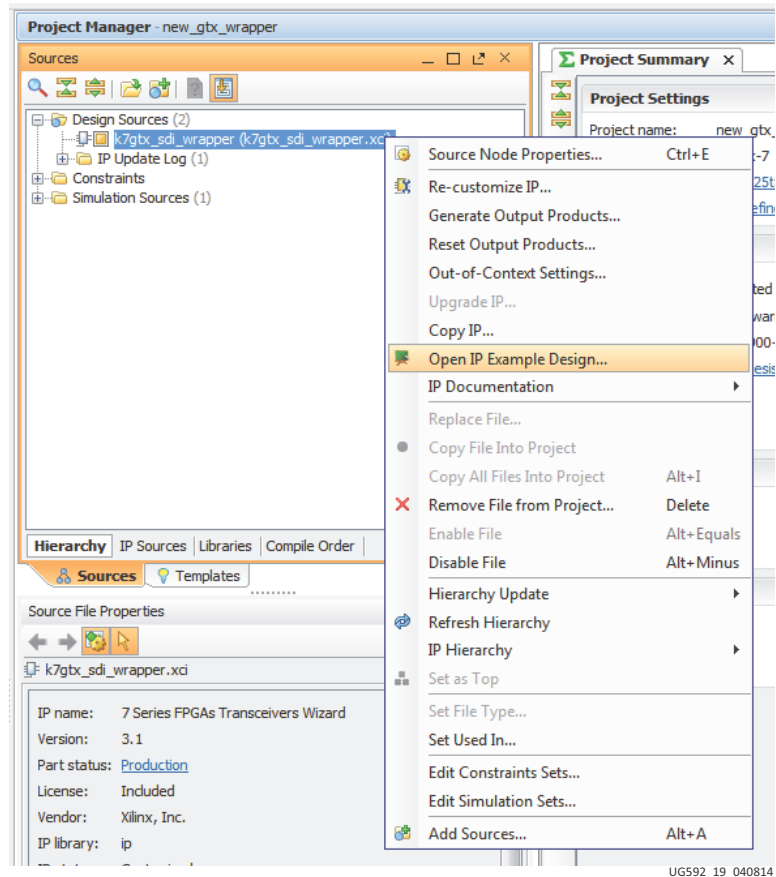 Project Manager - new_gtx_wrapper
Sources
Project Summary
Project Settings
Project name: new_gtx_
Design Sources (2)
k7gtx_sdi_wrapper (k7gtx_sdi_wrapper.xci)
IP Update Log (1)
Constraints
Simulation Sources (1)
Source Node Properties... Ctrl+E
Re-customize IP...
Generate Output Products...
Reset Output Products...
Out-of-Context Settings...
Upgrade IP...
Copy IP...
Open IP Example Design...
IP Documentation
Replace File...
Copy File Into Project
Copy All Files Into Project Alt+I
Remove File from Project... Delete
Enable File Alt+Equals
Disable File Alt+Minus
Hierarchy Update
Refresh Hierarchy
IP Hierarchy
Set as Top
Set File Type...
Set Used In...
Edit Constraints Sets...
Edit Simulation Sets...
Add Sources... Alt+A
Hierarchy IP Sources Libraries Compile Order
Sources Templates
Source File Properties
k7gtx_sdi_wrapper.xci
IP name: 7 Series FPGAs Transceivers Wizard
Version: 3.1
Part status: Production
License: Included
Vendor: Xilinx, Inc.
IP library: ip
UG592_19_040814